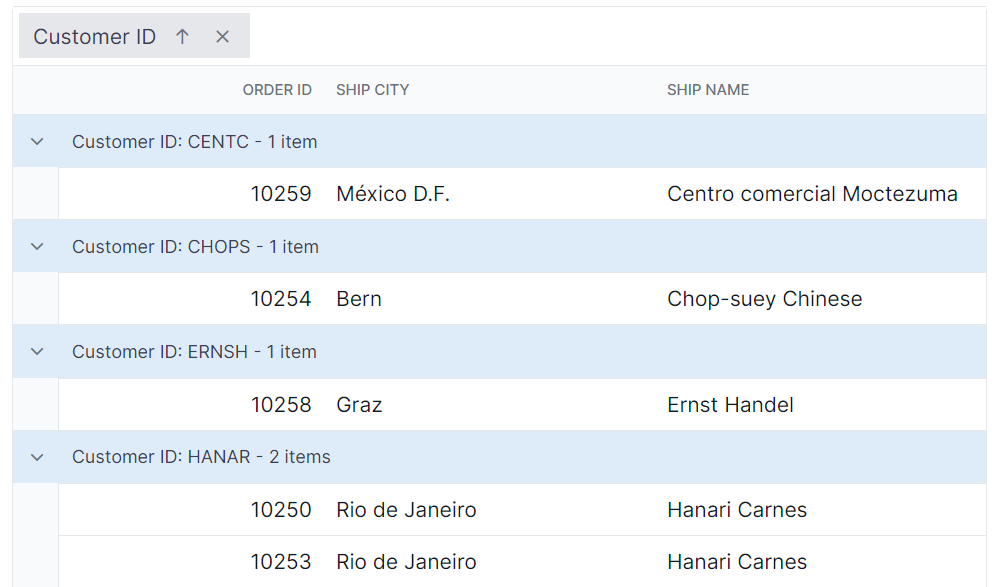 Customer ID
ORDER ID SHIP CITY SHIP NAME
Customer ID: CENTC - 1 item
10259 México D.F. Centro comercial Moctezuma
Customer ID: CHOPS - 1 item
10254 Bern Chop-suey Chinese
Customer ID: ERNSH - 1 item
10258 Graz Ernst Handel
Customer ID: HANAR - 2 items
10250 Rio de Janeiro Hanari Carnes
10253 Rio de Janeiro Hanari Carnes